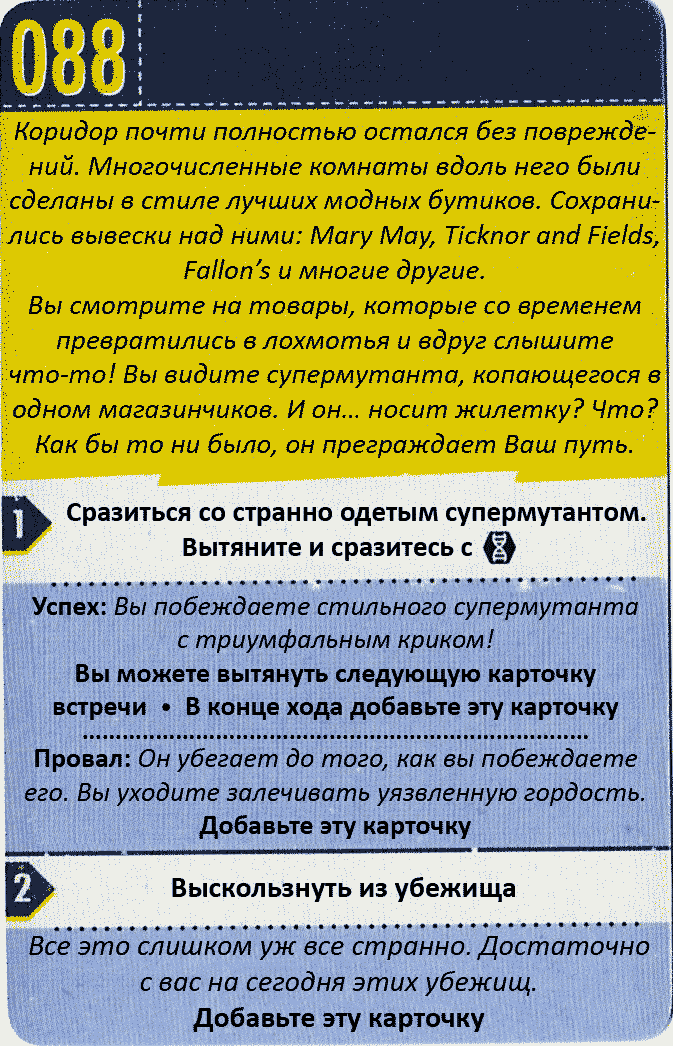 088
Коридор почти полностью остался без поврежде-
ний. Многочисленные комнаты вдоль него были
сделаны в стиле лучших модных бутиков. Сохрани-
лись вывески над ними: Mary May, Ticknor and Fields,
Fallon’s и многие другие.
Вы смотрите на товары, которые со временем
превратились в лохмотья и вдруг слышите
что-то! Вы видите супермутанта, копающегося в
одном магазинчиков. И он... носит жилетку? Что?
Как бы то ни было, он преграждает Ваш путь.
1 Сразиться со странно одетым супермутантом.
Вытяните и сразитесь с
Успех: Вы побеждаете стильного супермутанта
с триумфальным криком!
Вы можете вытянуть следующую карточку
встречи • В конце хода добавьте эту карточку
Провал: Он убегает до того, как вы побеждаете
его. Вы уходите залечивать уязвленную гордость.
Добавьте эту карточку
2 Выскользнуть из убежища
Все это слишком уж все странно. Достаточно
с вас на сегодня этих убежищ.
Добавьте эту карточку